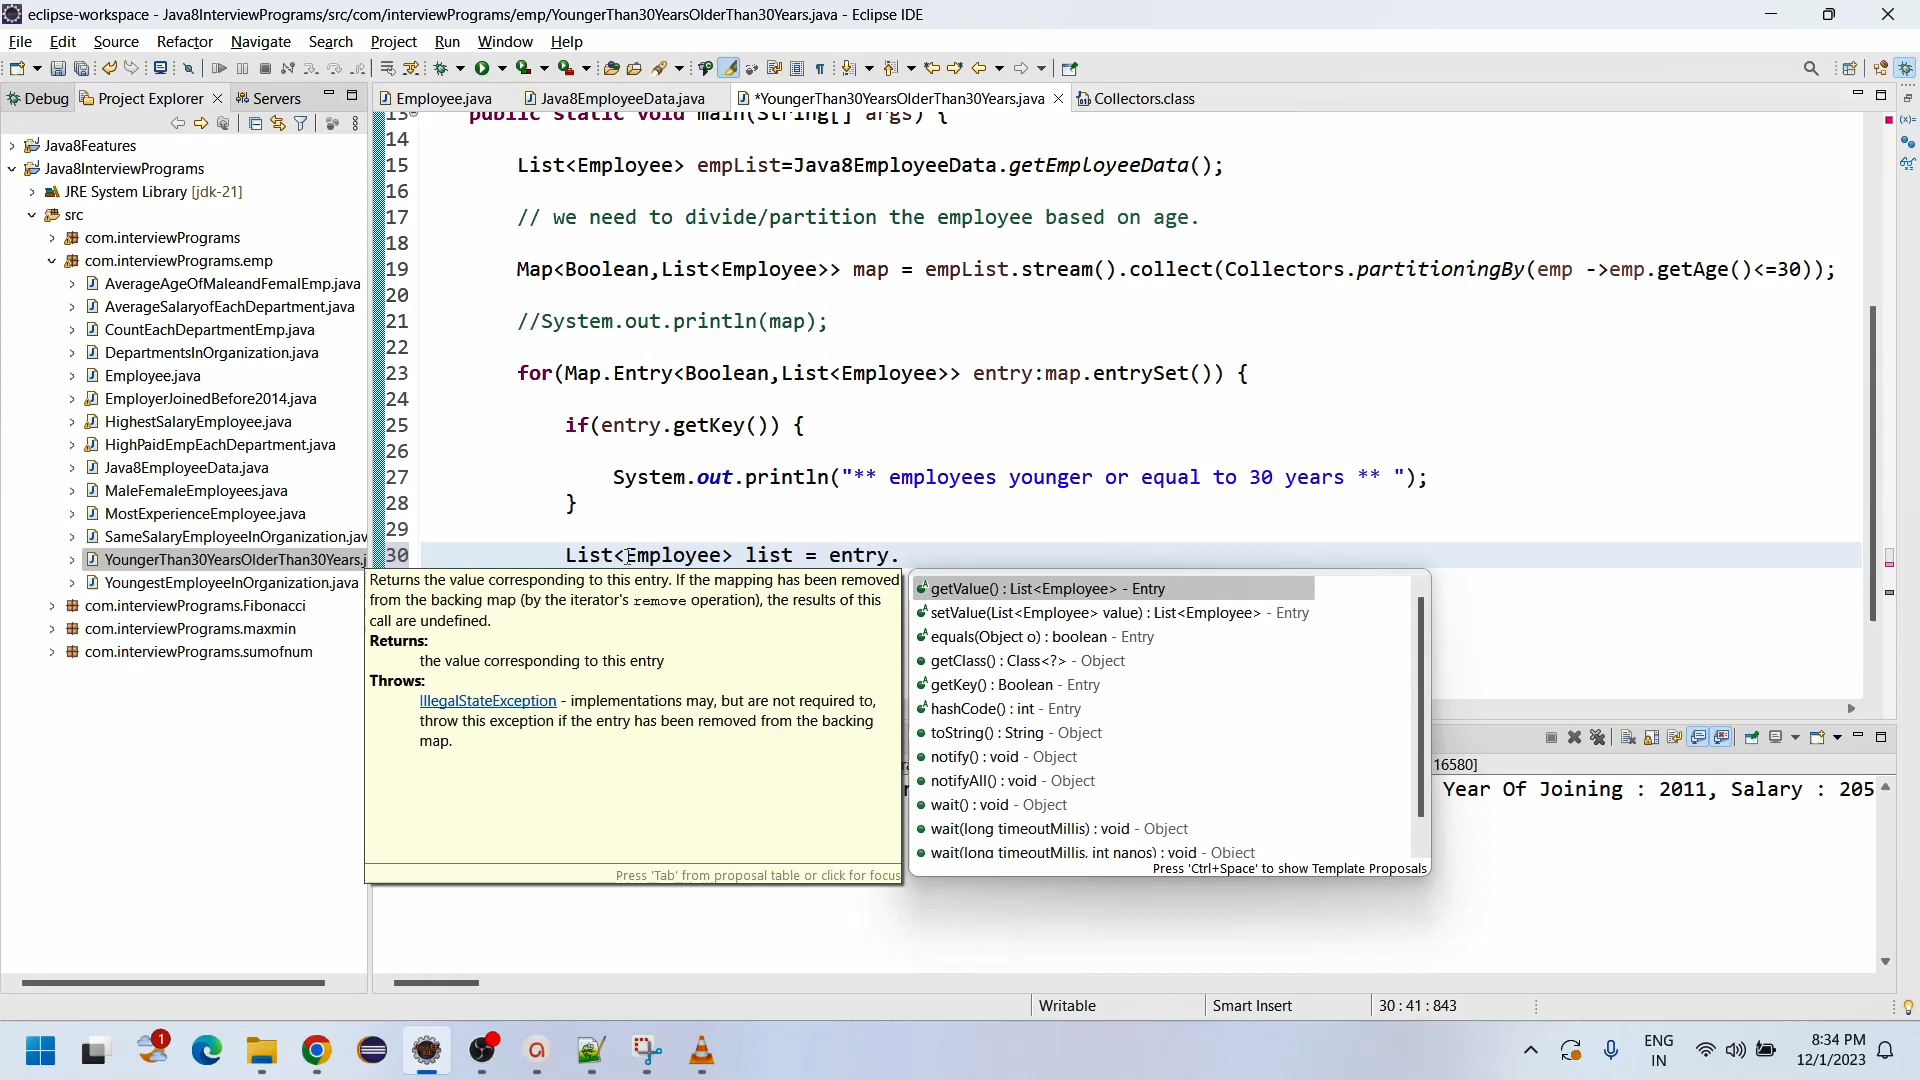 eclipse-workspace - Java8InterviewPrograms/src/com/interviewPrograms/emp/YoungerThan30YearsOlderThan30Years.java - Eclipse IDE
File Edit Source Refactor Navigate Search Project Run Window Help
Debug Project Explorer Servers
Employee.java Java8EmployeeData.java *YoungerThan30YearsOlderThan30Years.java Collectors.class
Java8Features
Java8InterviewPrograms
JRE System Library [jdk-21]
src
com.interviewPrograms
com.interviewPrograms.emp
AverageAgeOfMaleandFemalEmp.java
AverageSalaryofEachDepartment.java
CountEachDepartmentEmp.java
DepartmentsInOrganization.java
Employee.java
EmployerJoinedBefore2014.java
HighestSalaryEmployee.java
HighPaidEmpEachDepartment.java
Java8EmployeeData.java
MaleFemaleEmployees.java
MostExperienceEmployee.java
SameSalaryEmployeeInOrganization.jav
YoungerThan30YearsOlderThan30Years.j
YoungestEmployeeInOrganization.java
com.interviewPrograms.Fibonacci
com.interviewPrograms.maxmin
com.interviewPrograms.sumofnum
13 public static void main(String[] args) {
14
15 List<Employee> empList=Java8EmployeeData.getEmployeeData();
16
17 // we need to divide/partition the employee based on age.
18
19 Map<Boolean,List<Employee>> map = empList.stream().collect(Collectors.partitioningBy(emp ->emp.getAge()<=30));
20
21 //System.out.println(map);
22
23 for(Map.Entry<Boolean,List<Employee>> entry:map.entrySet()) {
24
25 if(entry.getKey()) {
26
27 System.out.println("** employees younger or equal to 30 years ** ");
28 }
29
30 List<Employee> list = entry.
Returns the value corresponding to this entry. If the mapping has been removed
from the backing map (by the iterator's remove operation), the results of this
call are undefined.
Returns:
the value corresponding to this entry
Throws:
IllegalStateException - implementations may, but are not required to,
throw this exception if the entry has been removed from the backing
map.
Press 'Tab' from proposal table or click for focus
getValue() : List<Employee> - Entry
setValue(List<Employee> value) : List<Employee> - Entry
equals(Object o) : boolean - Entry
getClass() : Class<?> - Object
getKey() : Boolean - Entry
hashCode() : int - Entry
toString() : String - Object
notify() : void - Object
notifyAll() : void - Object
wait() : void - Object
wait(long timeoutMillis) : void - Object
wait(long timeoutMillis, int nanos) : void - Object
Press 'Ctrl+Space' to show Template Proposals
16580]
Year Of Joining : 2011, Salary : 205
Writable Smart Insert 30 : 41 : 843
1
ENG
IN
8:34 PM
12/1/2023